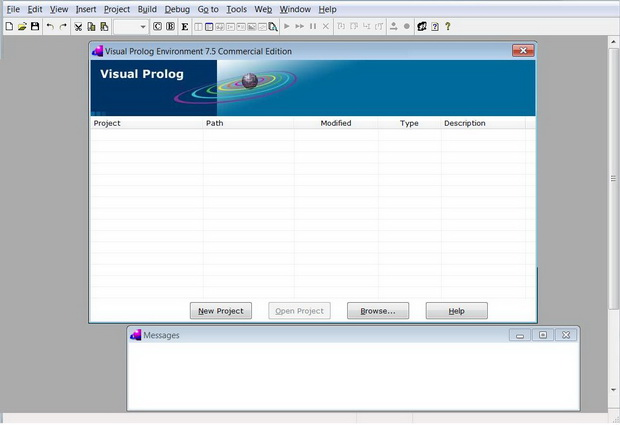 File Edit View Insert Project Build Debug Go to Tools Web Window Help
C B E
Visual Prolog Environment 7.5 Commercial Edition
Visual Prolog
Project Path Modified Type Description
New Project Open Project Browse... Help
Messages